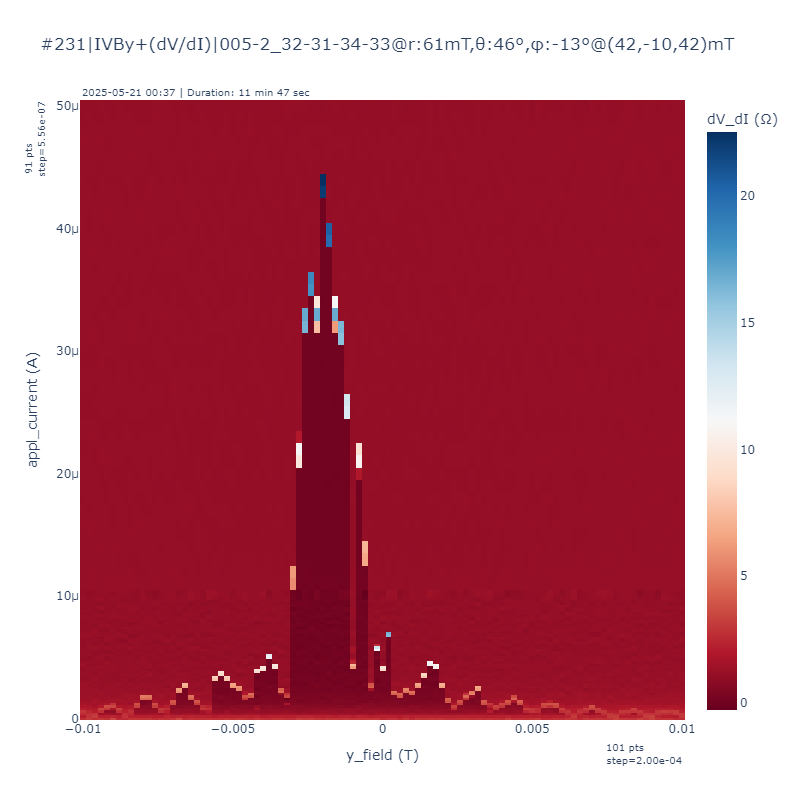 #231|IVBy+(dV/dI)|005-2_32-31-34-33@r:61mT,θ:46°,φ:-13°@(42,-10,42)mT
2025-05-21 00:37 | Duration: 11 min 47 sec
dV_dI (Ω)
91 pts
step=5.56e-07
50μ
40μ
30μ
20μ
10μ
0
appl_current (A)
20
15
10
5
0
−0.01
−0.005
0
0.005
0.01
y_field (T)
101 pts
step=2.00e-04